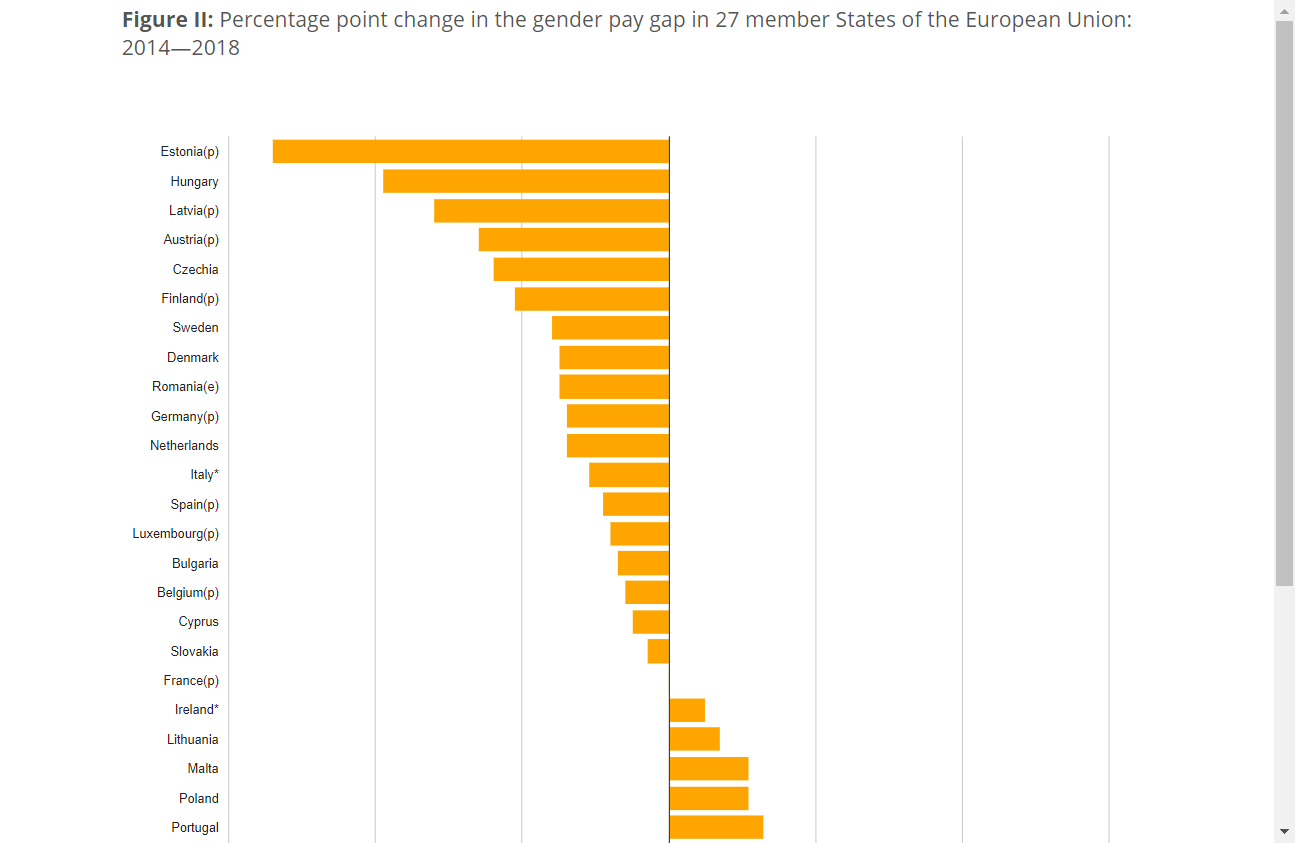 Figure II: Percentage point change in the gender pay gap in 27 member States of the European Union:
2014—2018
Estonia(p)
Hungary
Latvia(p)
Austria(p)
Czechia
Finland(p)
Sweden
Denmark
Romania(e)
Germany(p)
Netherlands
Italy*
Spain(p)
Luxembourg(p)
Bulgaria
Belgium(p)
Cyprus
Slovakia
France(p)
Ireland*
Lithuania
Malta
Poland
Portugal